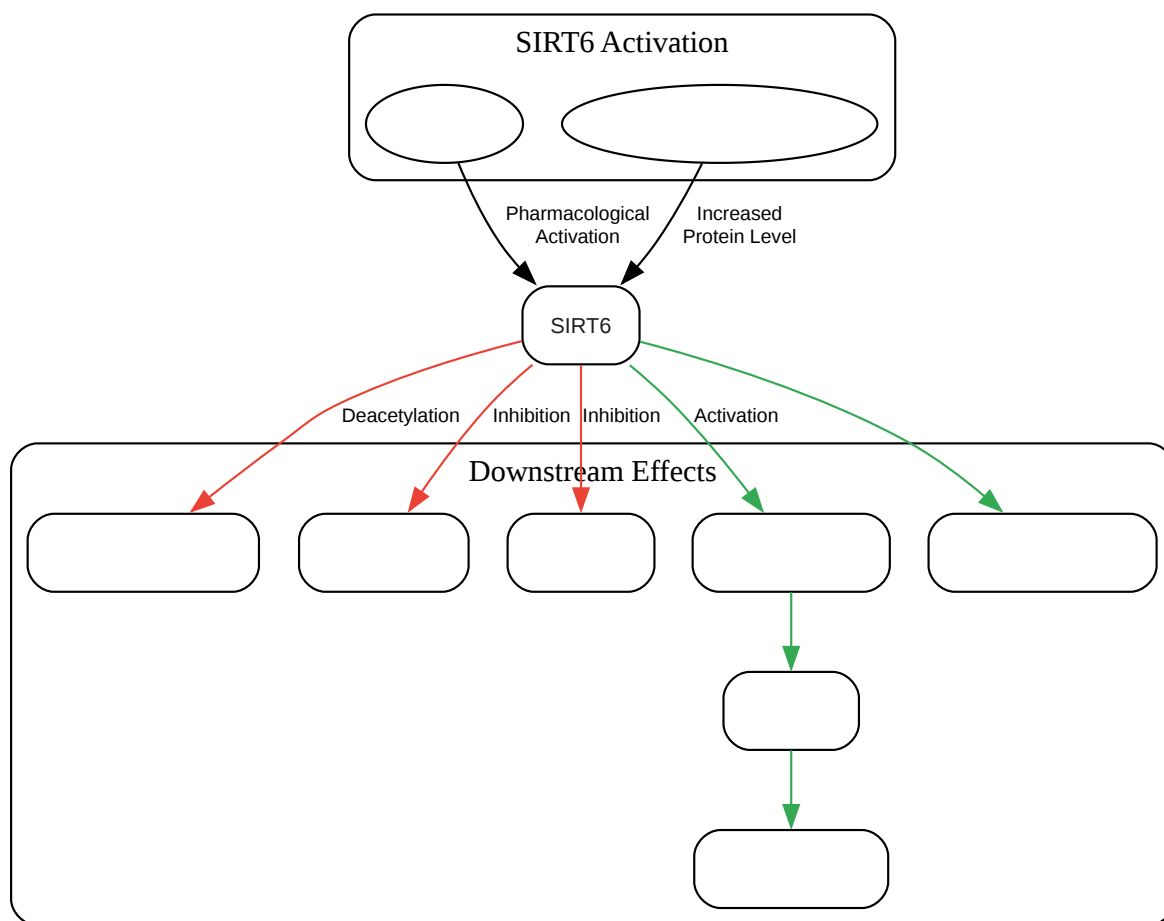 SIRT6 Activation
Pharmacological
Activation
Increased
Protein Level
SIRT6
Deacetylation
Inhibition
Inhibition
Activation
Downstream Effects